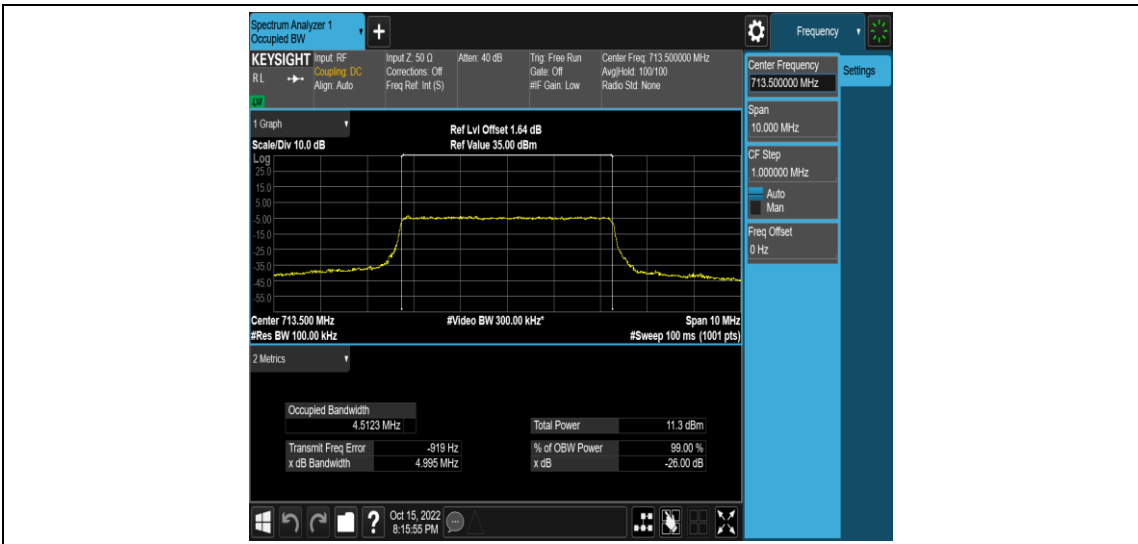 Spectrum Analyzer 1
Occupied BW
+
Frequency
KEYSIGHT
RL
LXI
Input: RF
Coupling: DC
Align: Auto
Input Z: 50 Ω
Corrections: Off
Freq Ref: Int (S)
Atten: 40 dB
Trig: Free Run
Gate: Off
#IF Gain: Low
Center Freq: 713.500000 MHz
Avg|Hold: 100/100
Radio Std: None
Center Frequency
713.500000 MHz
Settings
Span
10.000 MHz
CF Step
1.000000 MHz
Auto
Man
Freq Offset
0 Hz
1 Graph
Ref Lvl Offset 1.64 dB
Scale/Div 10.0 dB
Ref Value 35.00 dBm
Log
25.0
15.0
5.00
-5.00
-15.0
-25.0
-35.0
-45.0
-55.0
Center 713.500 MHz
#Video BW 300.00 kHz*
Span 10 MHz
#Res BW 100.00 kHz
#Sweep 100 ms (1001 pts)
2 Metrics
Occupied Bandwidth
4.5123 MHz
Total Power
11.3 dBm
Transmit Freq Error
-919 Hz
% of OBW Power
99.00 %
x dB Bandwidth
4.995 MHz
x dB
-26.00 dB
?
Oct 15, 2022
8:15:55 PM